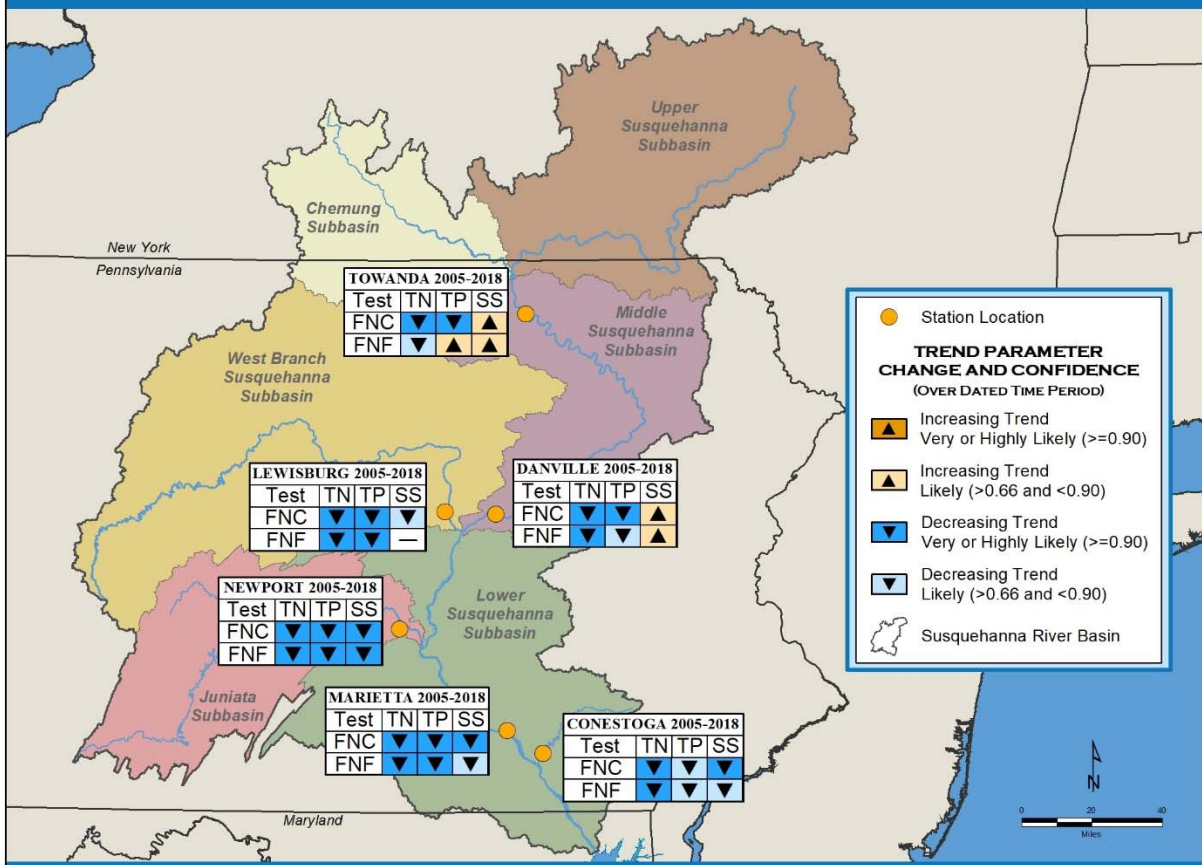 Upper
Susquehanna
Subbasin
Chemung
Subbasin
New York
Pennsylvania
TOWANDA 2005-2018
Test TN TP SS
FNC ▼ ▼ ▲
FNF ▼ ▲ ▲
Middle
Susquehanna
Subbasin
West Branch
Susquehanna
Subbasin
LEWISBURG 2005-2018
Test TN TP SS
FNC ▼ ▼ ▼
FNF ▼ ▼ —
DANVILLE 2005-2018
Test TN TP SS
FNC ▼ ▼ ▲
FNF ▼ ▼ ▲
NEWPORT 2005-2018
Test TN TP SS
FNC ▼ ▼ ▼
FNF ▼ ▼ ▼
Lower
Susquehanna
Subbasin
Juniata
Subbasin
MARIETTA 2005-2018
Test TN TP SS
FNC ▼ ▼ ▼
FNF ▼ ▼ ▼
CONESTOGA 2005-2018
Test TN TP SS
FNC ▼ ▼ ▼
FNF ▼ ▼ ▼
Maryland
Station Location
TREND PARAMETER
CHANGE AND CONFIDENCE
(OVER DATED TIME PERIOD)
Increasing Trend
Very or Highly Likely (>=0.90)
Increasing Trend
Likely (>0.66 and <0.90)
Decreasing Trend
Very or Highly Likely (>=0.90)
Decreasing Trend
Likely (>0.66 and <0.90)
Susquehanna River Basin
N
0 20 40
Miles